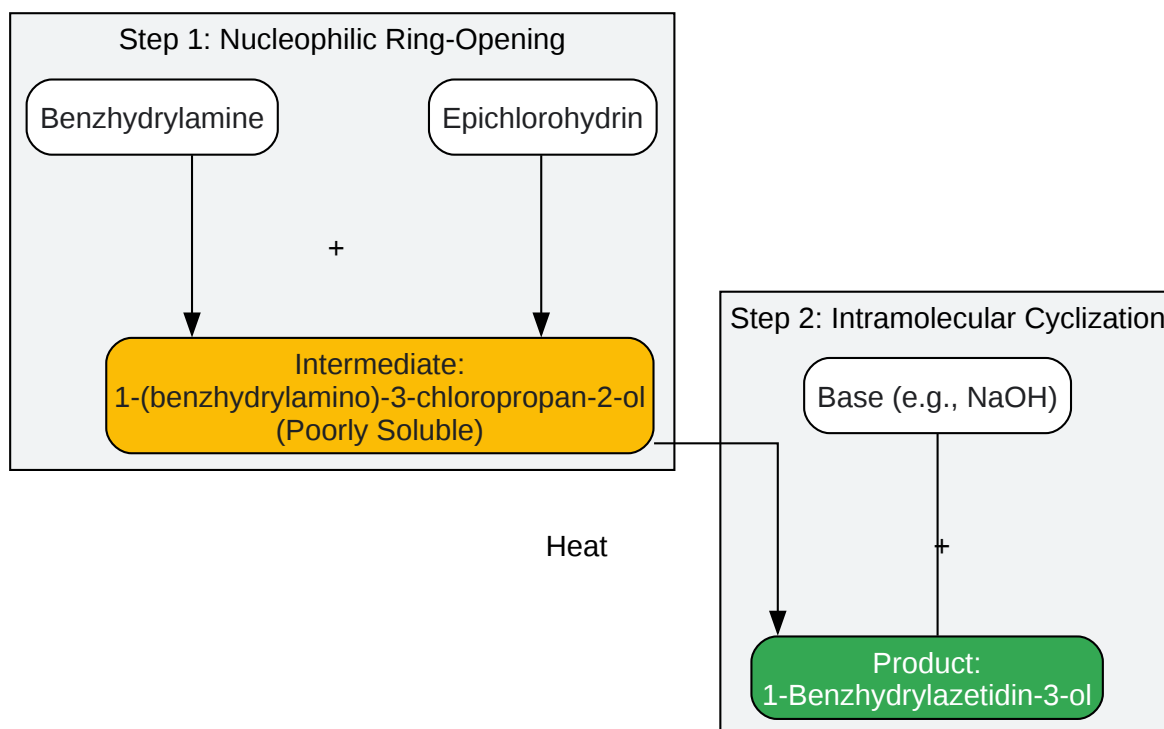 Step 1: Nucleophilic Ring-Opening
Benzhydrylamine
Epichlorohydrin
+
Intermediate:
1-(benzhydrylamino)-3-chloropropan-2-ol
(Poorly Soluble)
Step 2: Intramolecular Cyclization
Base (e.g., NaOH)
Heat
+
Product:
1-Benzhydrylazetidin-3-ol